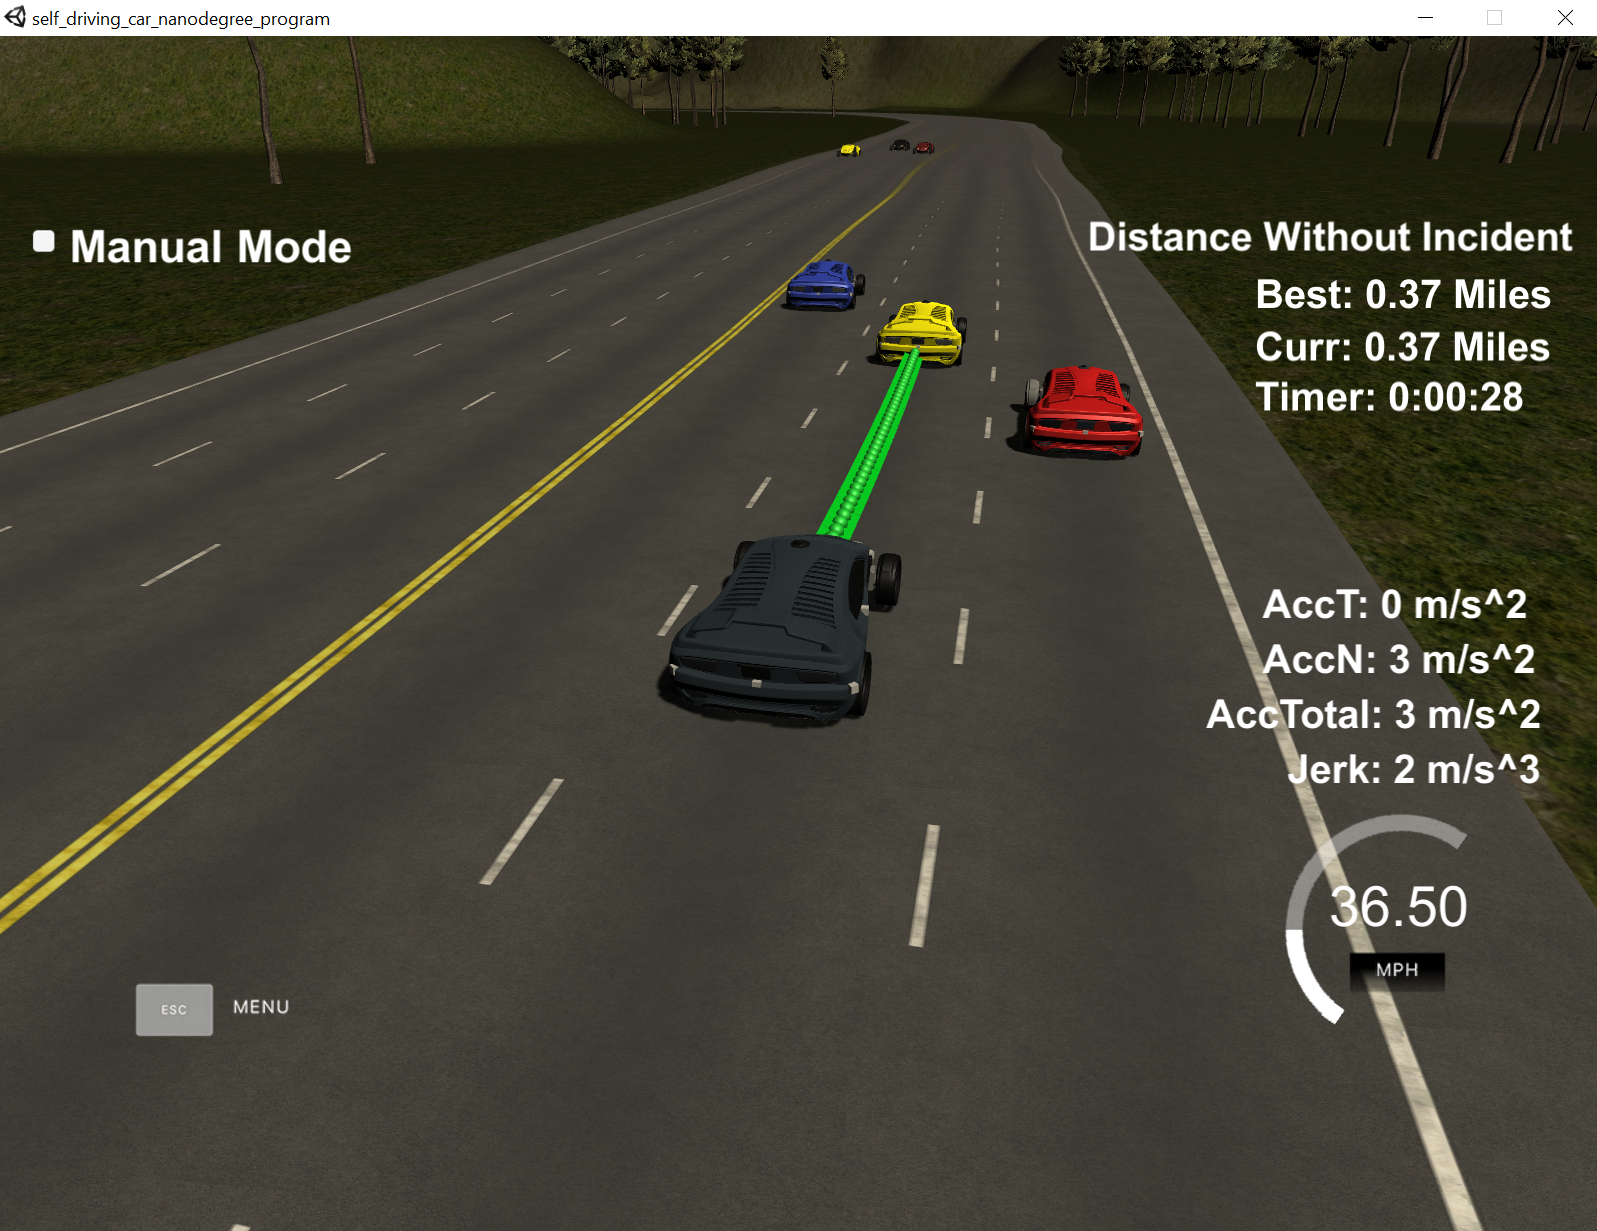 self_driving_car_nanodegree_program
Manual Mode
Distance Without Incident
Best: 0.37 Miles
Curr: 0.37 Miles
Timer: 0:00:28
AccT: 0 m/s^2
AccN: 3 m/s^2
AccTotal: 3 m/s^2
Jerk: 2 m/s^3
36.50
MPH
ESC MENU